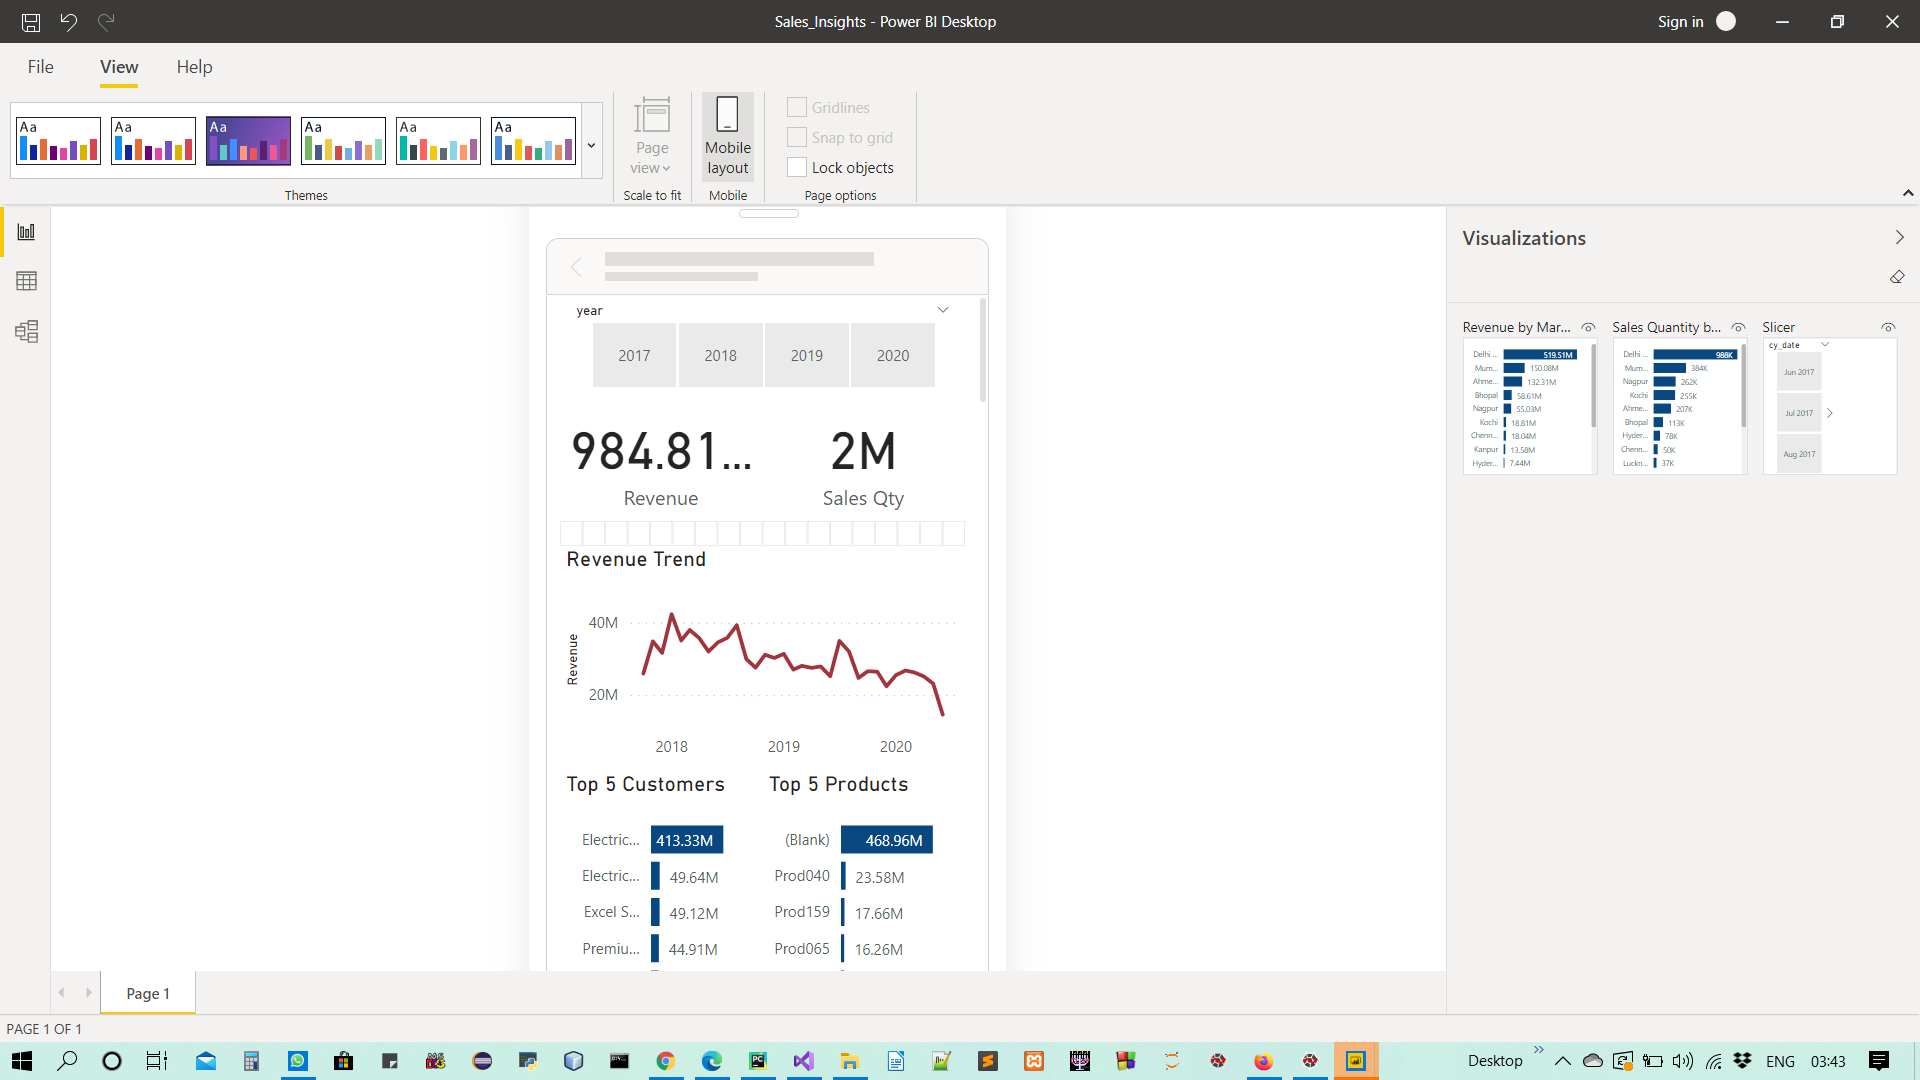 Sales_Insights - Power BI Desktop
Sign in
File
View
Help
Aa
Aa
Aa
Aa
Aa
Aa
Themes
Page
view
Scale to fit
Mobile
layout
Mobile
Gridlines
Snap to grid
Lock objects
Page options
year
2017
2018
2019
2020
984.81...
Revenue
2M
Sales Qty
Revenue Trend
Revenue
40M
20M
2018
2019
2020
Top 5 Customers
Electric...
413.33M
Electric...
49.64M
Excel S...
49.12M
Premiu...
44.91M
Top 5 Products
(Blank)
468.96M
Prod040
23.58M
Prod159
17.66M
Prod065
16.26M
Visualizations
Revenue by Mar...
Delhi ...
519.51M
Mum...
150.08M
Ahme...
132.31M
Bhopal
58.61M
Nagpur
55.03M
Kochi
18.81M
Chenn...
18.04M
Kanpur
13.58M
Hyder...
7.44M
Sales Quantity b...
Delhi ...
988K
Mum...
384K
Nagpur
262K
Kochi
255K
Ahme...
207K
Bhopal
113K
Hyder...
78K
Chenn...
50K
Luckn...
37K
Slicer
cy_date
Jun 2017
Jul 2017
Aug 2017
Page 1
PAGE 1 OF 1
Desktop
ENG
03:43